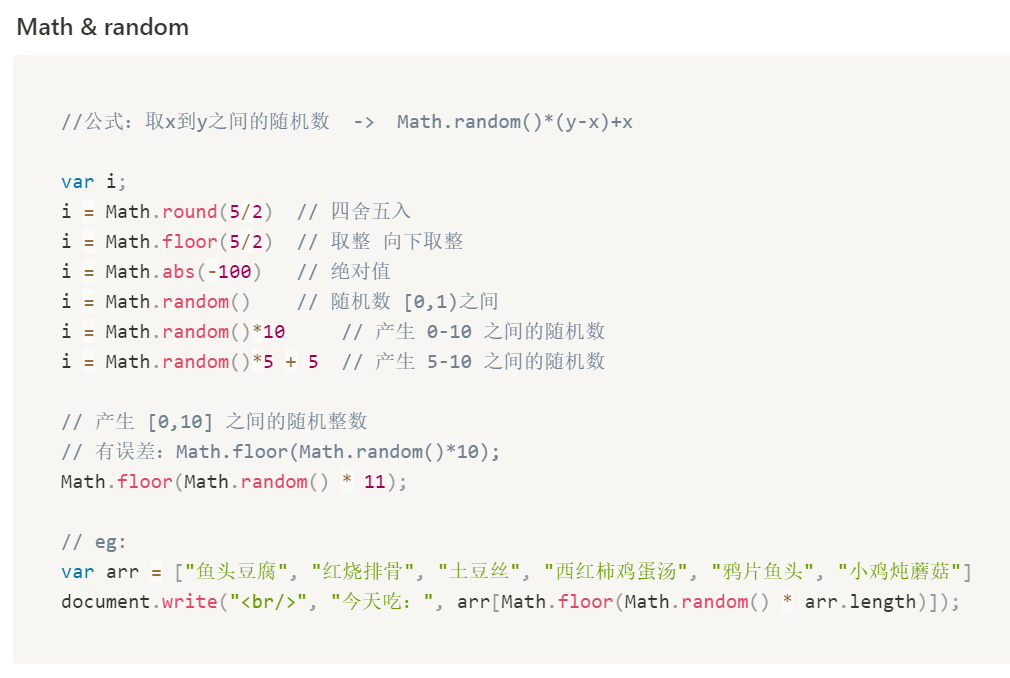 Math & random
//公式：取x到y之间的随机数  ->  Math.random()*(y-x)+x
var i;
i = Math.round(5/2)  // 四舍五入
i = Math.floor(5/2)  // 取整 向下取整
i = Math.abs(-100)   // 绝对值
i = Math.random()    // 随机数 [0,1)之间
i = Math.random()*10     // 产生 0-10 之间的随机数
i = Math.random()*5 + 5  // 产生 5-10 之间的随机数
// 产生 [0,10] 之间的随机整数
// 有误差：Math.floor(Math.random()*10);
Math.floor(Math.random() * 11);
// eg:
var arr = ["鱼头豆腐", "红烧排骨", "土豆丝", "西红柿鸡蛋汤", "鸦片鱼头", "小鸡炖蘑菇"]
document.write("<br/>", "今天吃：", arr[Math.floor(Math.random() * arr.length)]);